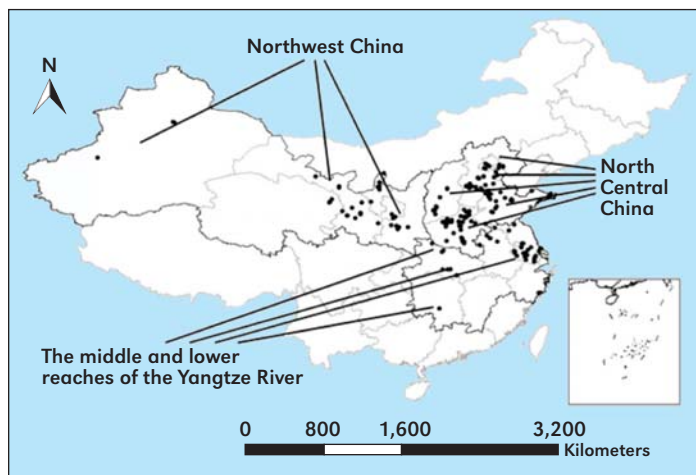 Northwest China
N
North
Central
China
The middle and lower
reaches of the Yangtze River
0 800 1,600 3,200
Kilometers